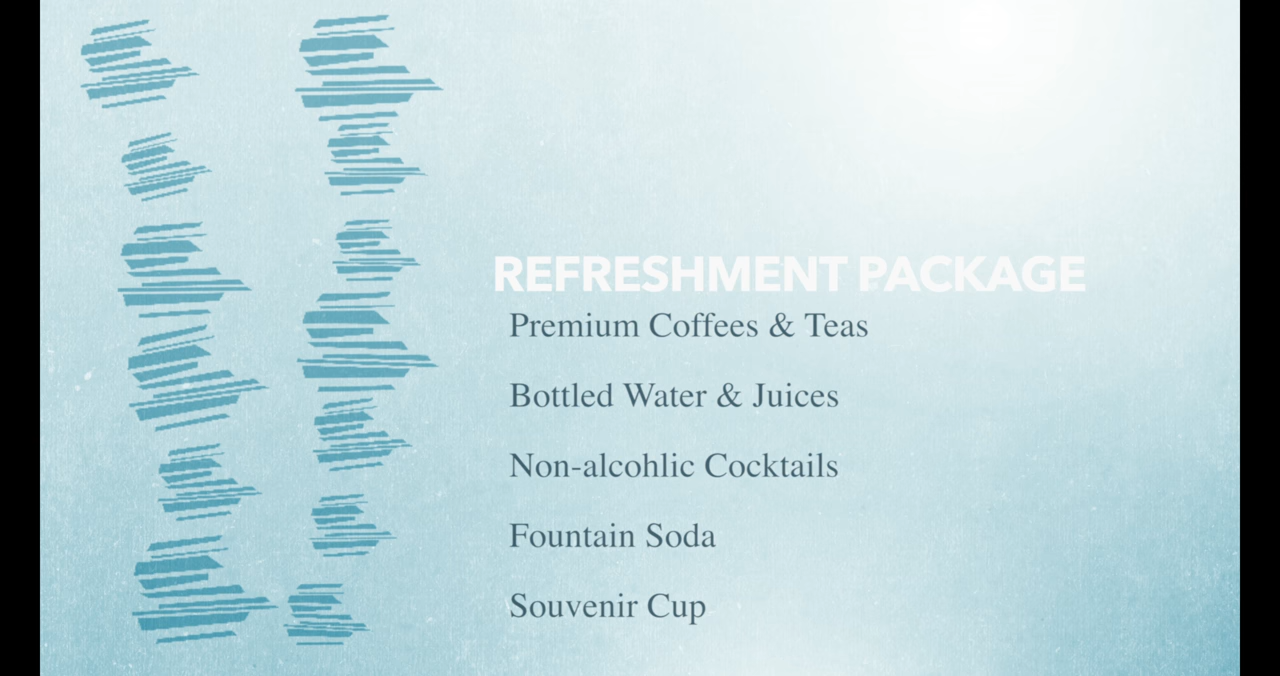 REFRESHMENT PACKAGE
Premium Coffees & Teas
Bottled Water & Juices
Non-alcohlic Cocktails
Fountain Soda
Souvenir Cup